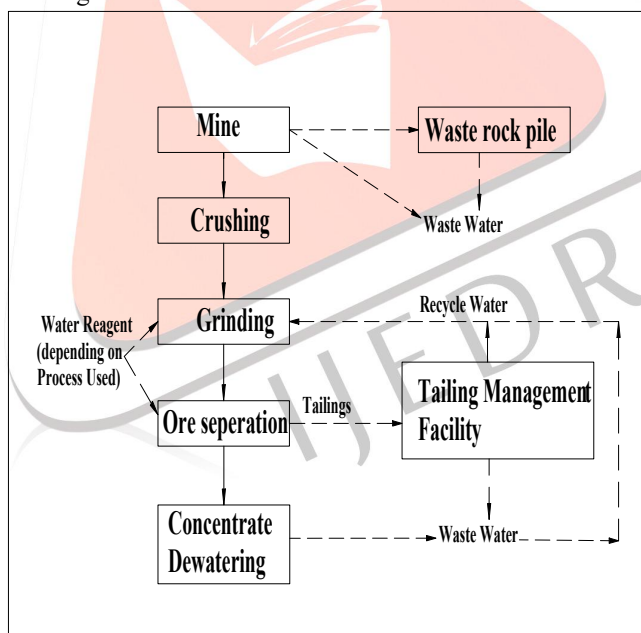 Mine
Waste rock pile
Crushing
Waste Water
Recycle Water
Water Reagent
(depending on
Process Used)
Grinding
Tailings
Tailing Management
Facility
Ore seperation
Concentrate
Dewatering
Waste Water
IJEDR